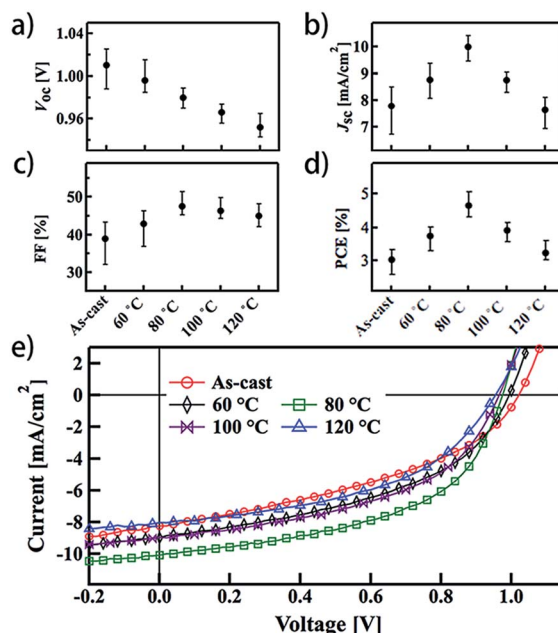 a)
V_oc [V]
1.04
1.00
0.96
b)
J_sc [mA/cm²]
10
9
8
7
c)
FF [%]
50
40
30
As-cast
60 °C
80 °C
100 °C
120 °C
d)
PCE [%]
5
4
3
As-cast
60 °C
80 °C
100 °C
120 °C
e)
Current [mA/cm²]
2
0
-2
-4
-6
-8
-10
As-cast
60 °C 80 °C
100 °C 120 °C
-0.2 0.0 0.2 0.4 0.6 0.8 1.0
Voltage [V]